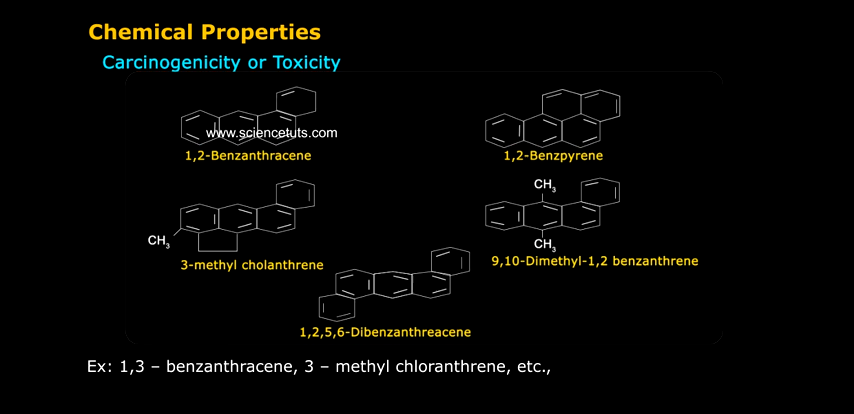 Chemical Properties
Carcinogenicity or Toxicity
www.sciencetuts.com
1,2-Benzanthracene
1,2-Benzpyrene
CH3
CH3
3-methyl cholanthrene
CH3
CH3
9,10-Dimethyl-1,2 benzanthrene
1,2,5,6-Dibenzanthreacene
Ex: 1,3 – benzanthracene, 3 – methyl chloranthrene, etc.,